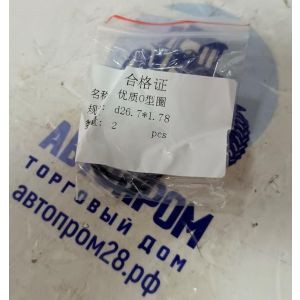 合格证
名称: 优质O型圈
规格: d26.7*1.78
数量: 2 pcs
АВТОПРОМ
ТОРГОВЫЙ ДОМ
автопром28.рф